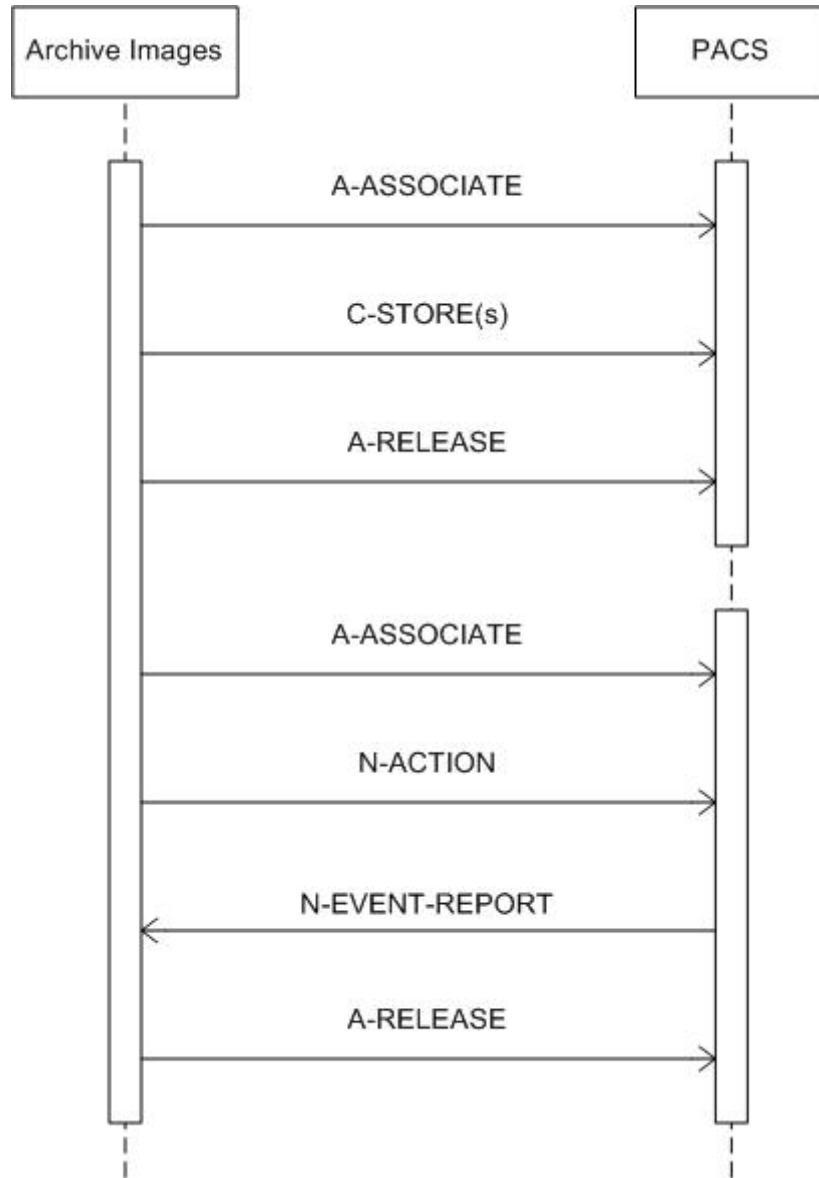 Archive Images
PACS
A-ASSOCIATE
C-STORE(s)
A-RELEASE
A-ASSOCIATE
N-ACTION
N-EVENT-REPORT
A-RELEASE